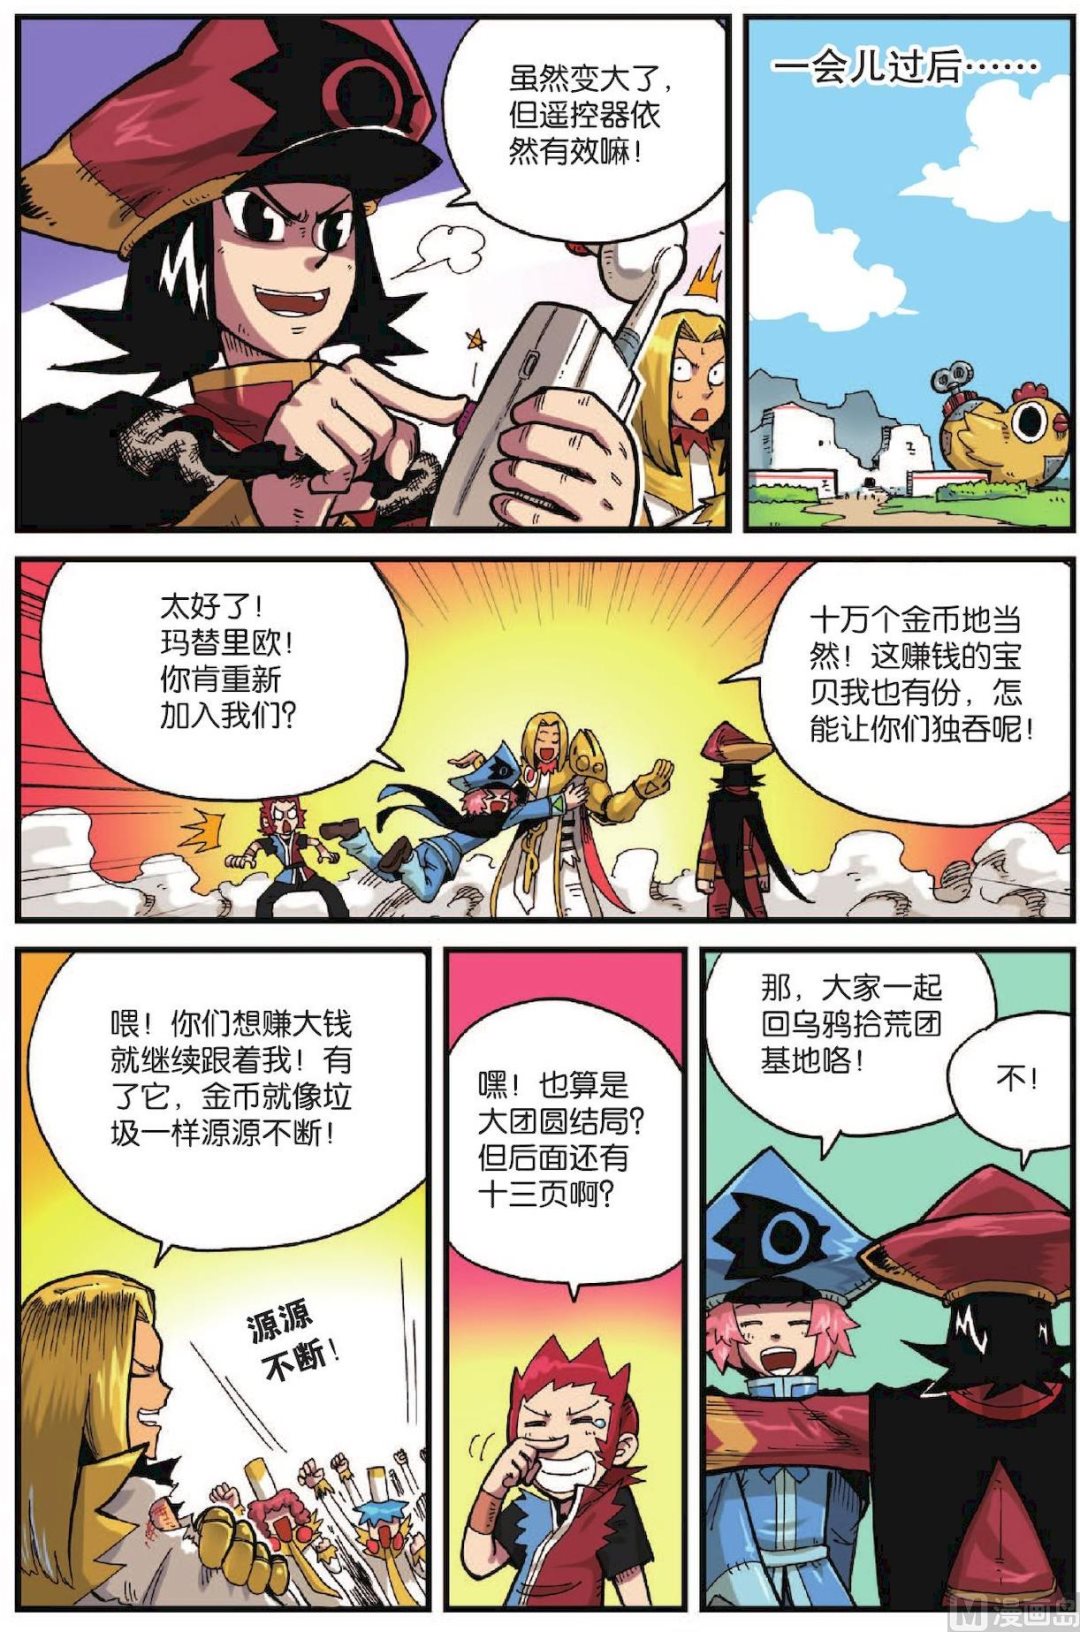 虽然变大了，
但遥控器依
然有效嘛！
一会儿过后……
太好了！
玛替里欧！
你肯重新
加入我们？
十万个金币地当
然！这赚钱的宝
贝我也有份，怎
能让你们独吞呢！
喂！你们想赚大钱
就继续跟着我！有
了它，金币就像垃
圾一样源源不断！
源源
不断！
嘿！也算是
大团圆结局？
但后面还有
十三页啊？
那，大家一起
回乌鸦拾荒团
基地咯！
不！
漫画岛